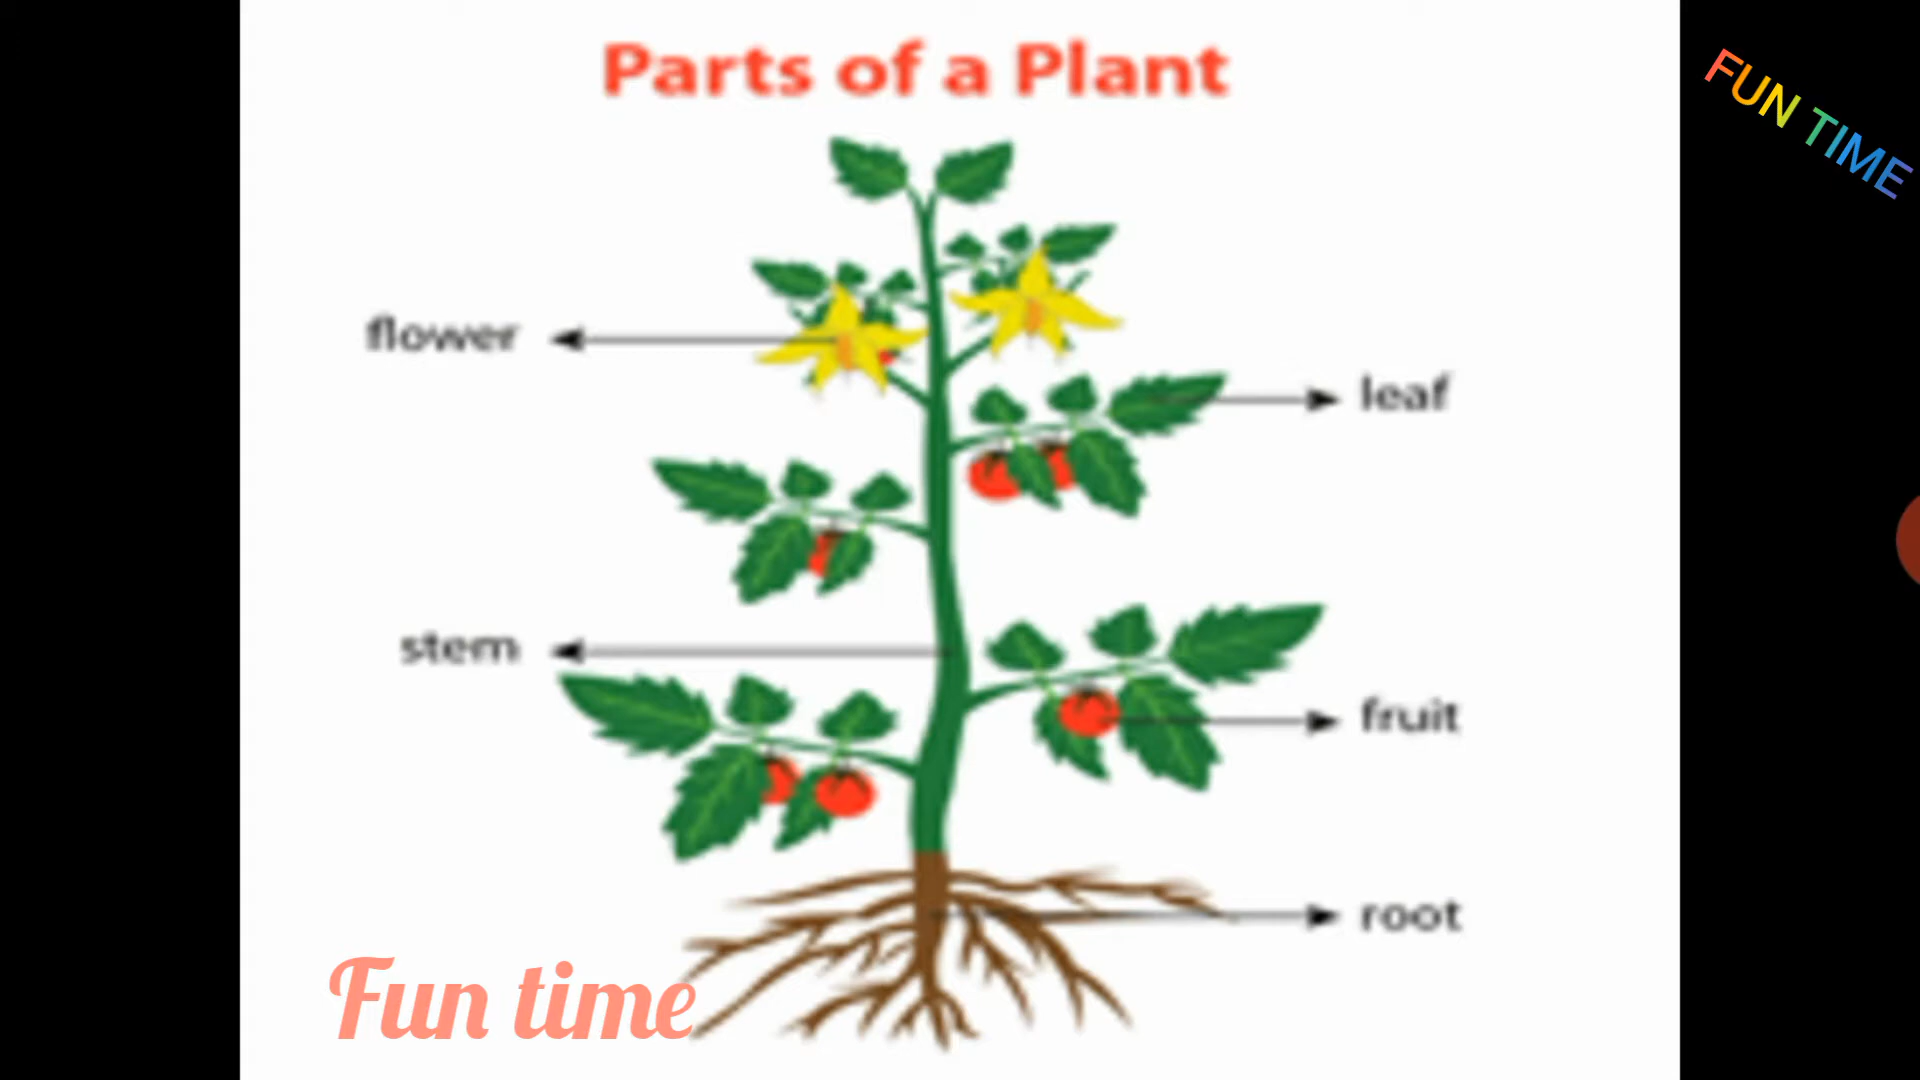 Parts of a Plant
FUN TIME
flower
leaf
stem
fruit
root
Fun time